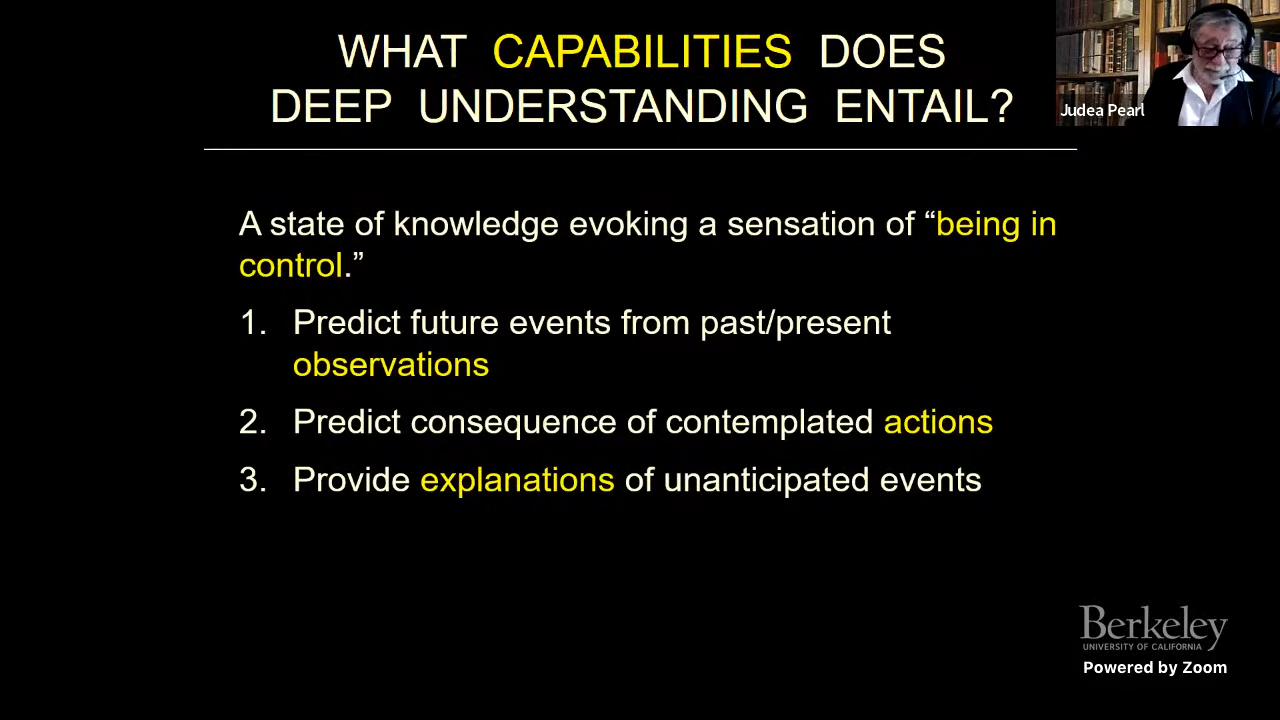 WHAT CAPABILITIES DOES
DEEP UNDERSTANDING ENTAIL?
Judea Pearl
A state of knowledge evoking a sensation of “being in
control.”
1. Predict future events from past/present
observations
2. Predict consequence of contemplated actions
3. Provide explanations of unanticipated events
Berkeley
UNIVERSITY OF CALIFORNIA
Powered by Zoom